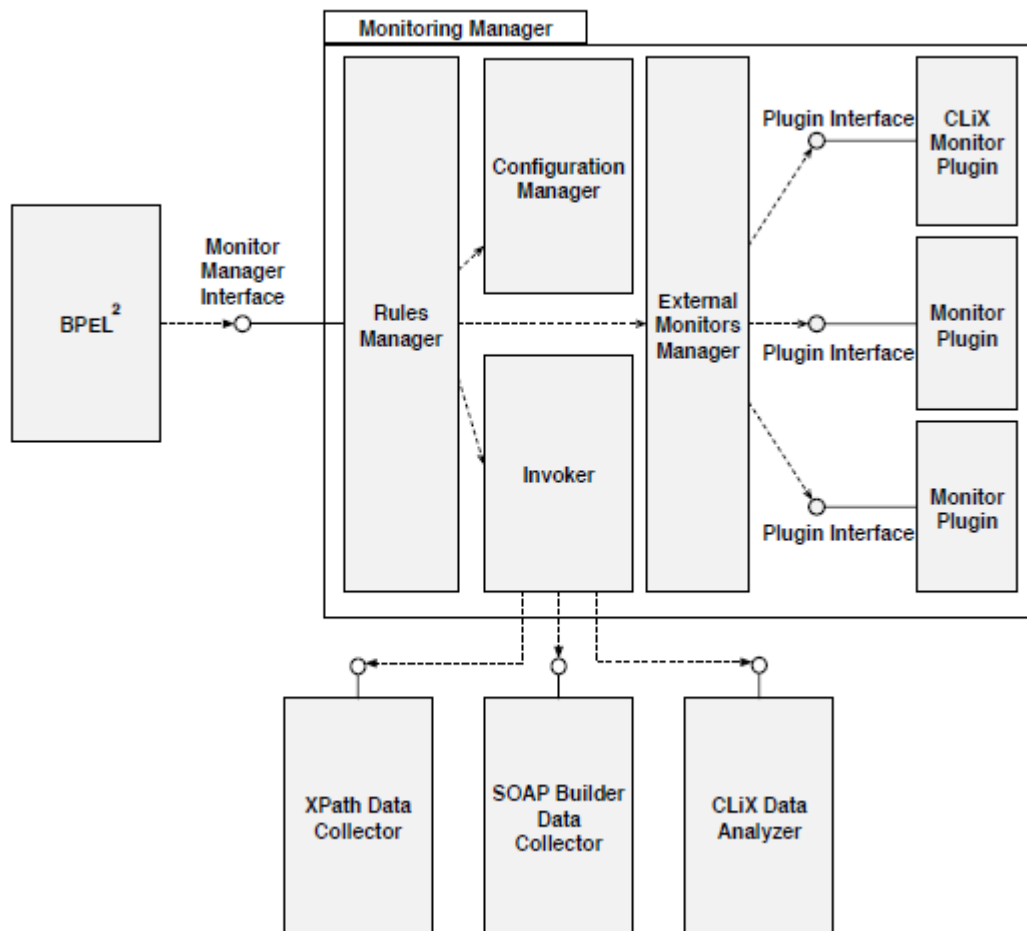 Monitoring Manager
BPEL²
Monitor
Manager
Interface
Rules
Manager
Configuration
Manager
Invoker
External
Monitors
Manager
Plugin Interface
CLiX
Monitor
Plugin
Plugin Interface
Monitor
Plugin
Plugin Interface
Monitor
Plugin
XPath Data
Collector
SOAP Builder
Data
Collector
CLiX Data
Analyzer